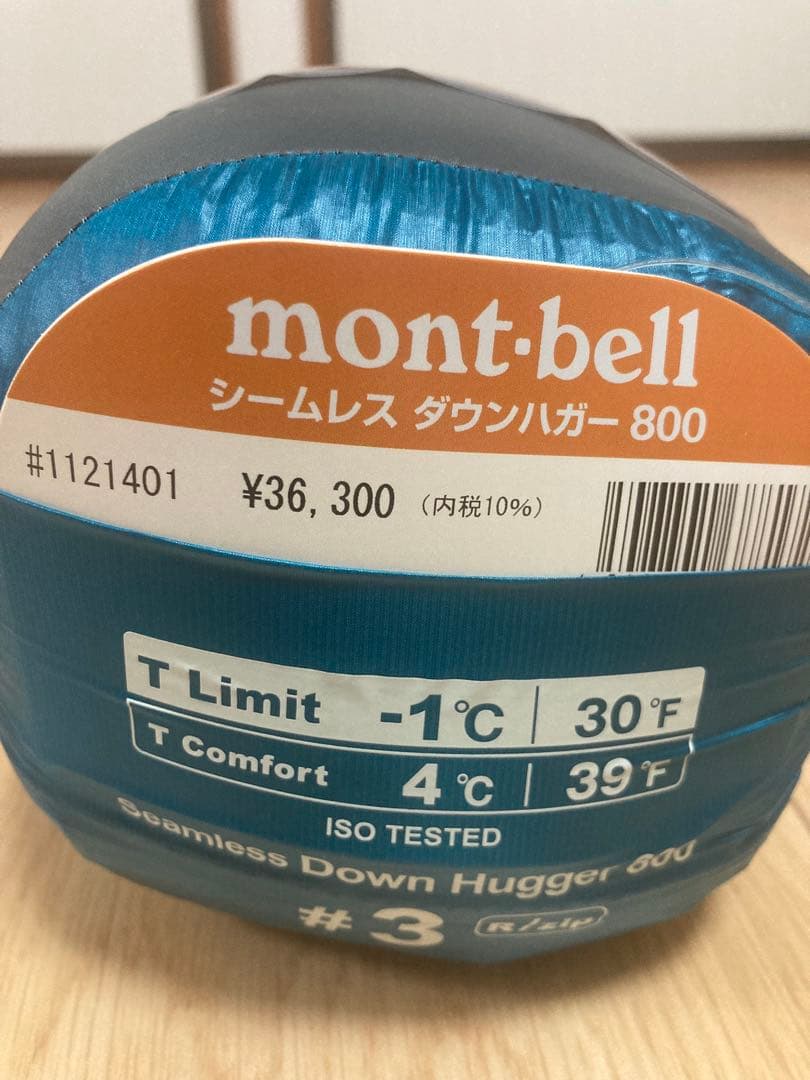 mont·bell
シームレス ダウンハガー 800
#1121401 ¥36,300 (内税10%)
T Limit -1℃ | 30℉
T Comfort 4℃ | 39℉
ISO TESTED
Seamless Down Hugger 800
#3 R/zip